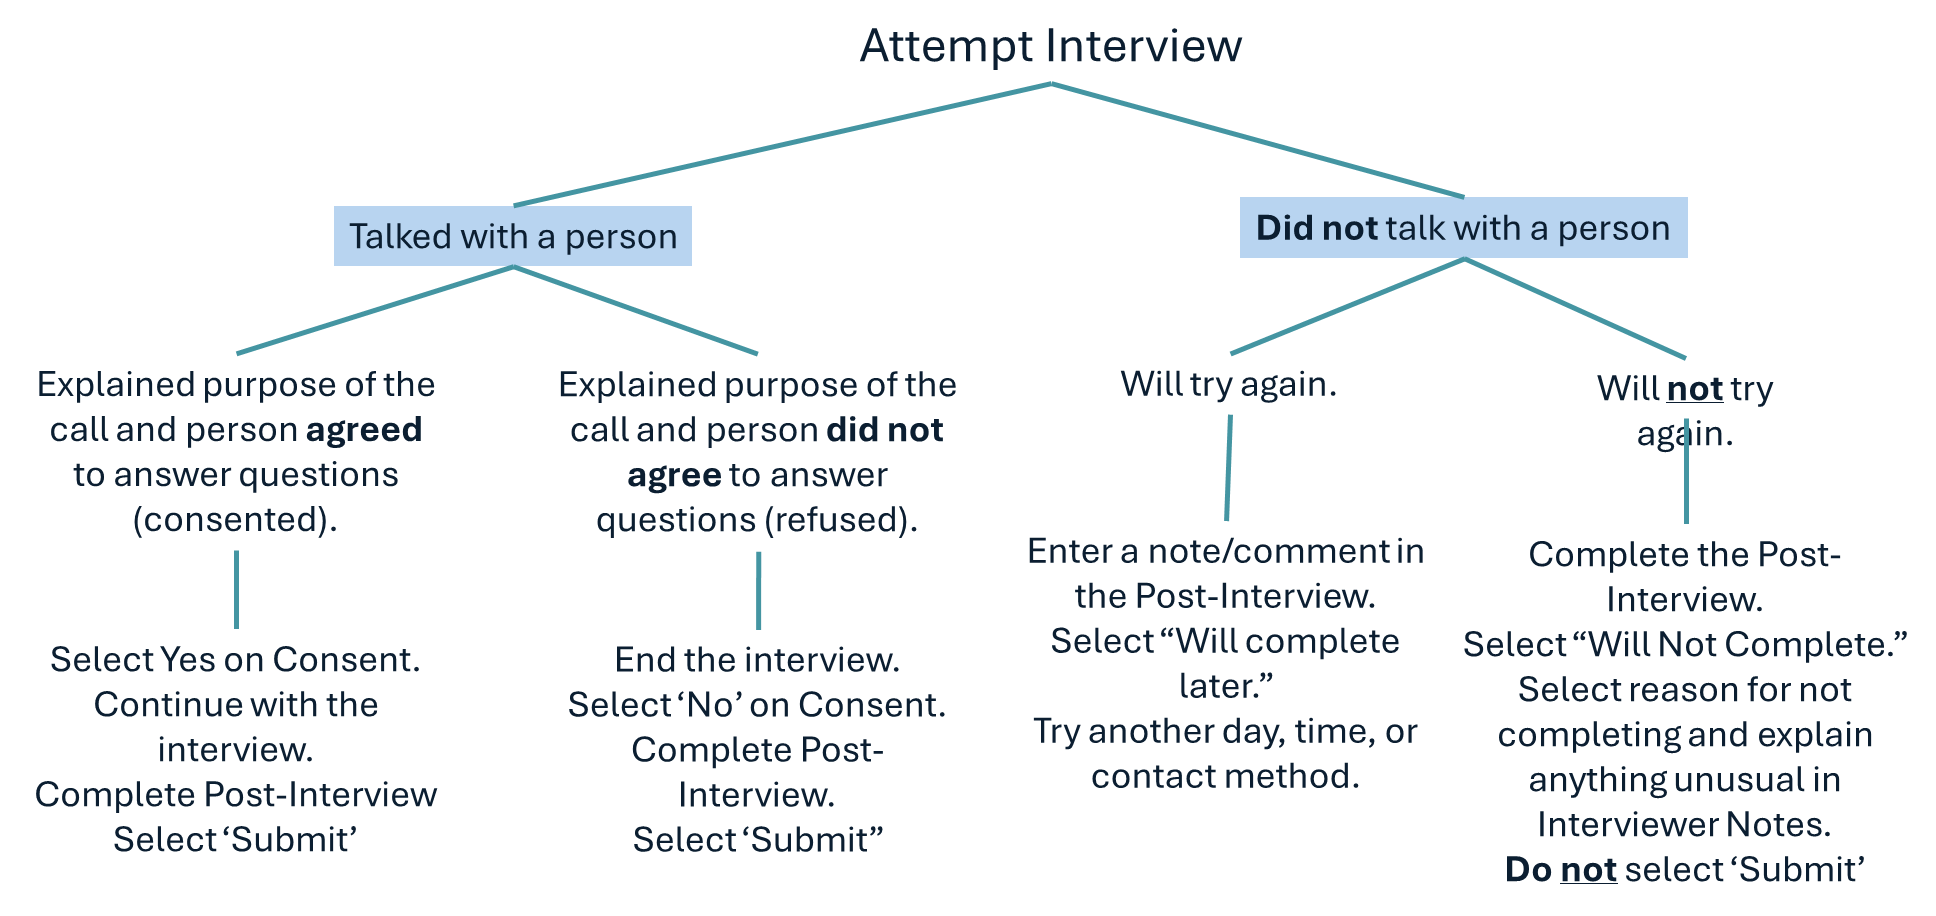 Attempt Interview
Talked with a person
Did not talk with a person
Explained purpose of the
call and person agreed
to answer questions
(consented).
Explained purpose of the
call and person did not
agree to answer
questions (refused).
Will try again.
Will not try
again.
Select Yes on Consent.
Continue with the
interview.
Complete Post-Interview
Select ‘Submit’
End the interview.
Select ‘No’ on Consent.
Complete Post-
Interview.
Select ‘Submit”
Enter a note/comment in
the Post-Interview.
Select “Will complete
later.”
Try another day, time, or
contact method.
Complete the Post-
Interview.
Select “Will Not Complete.”
Select reason for not
completing and explain
anything unusual in
Interviewer Notes.
Do not select ‘Submit’